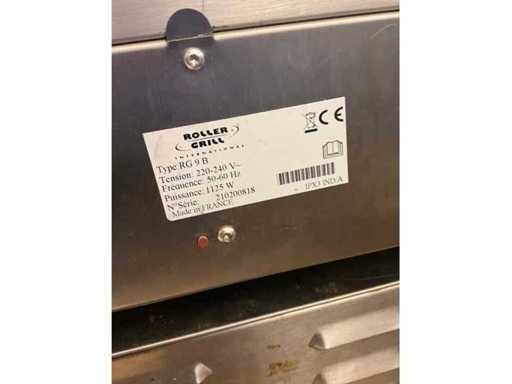 ROLLER
GRILL
INTERNATIONAL
Type RG 9 B
Tension: 220-240 V~
Fréquence: 50-60 Hz
Puissance: 1125 W
N° Série: 210200818
Made in FRANCE
IPX3 IND:A